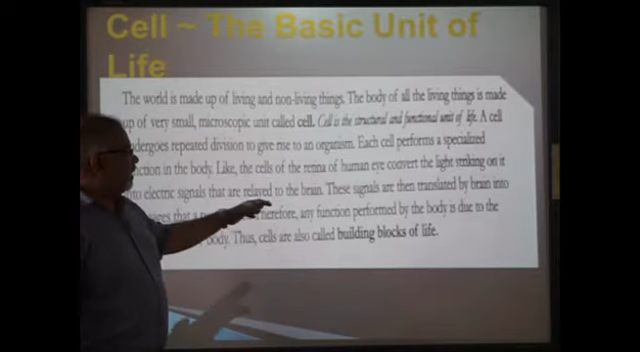 Cell ~ The Basic Unit of
Life
The world is made up of living and non-living things. The body of all the living things is made
up of very small, microscopic unit called cell. Cell is the structural and functional unit of life. A cell
undergoes repeated division to give rise to an organism. Each cell performs a specialized
in the body. Like, the cells of the retina of human eye convert the light striking on it
into electric signals that are relayed to the brain. These signals are then translated by brain into
that a Therefore, any function performed by the body is due to the
body. Thus, cells are also called building blocks of life.